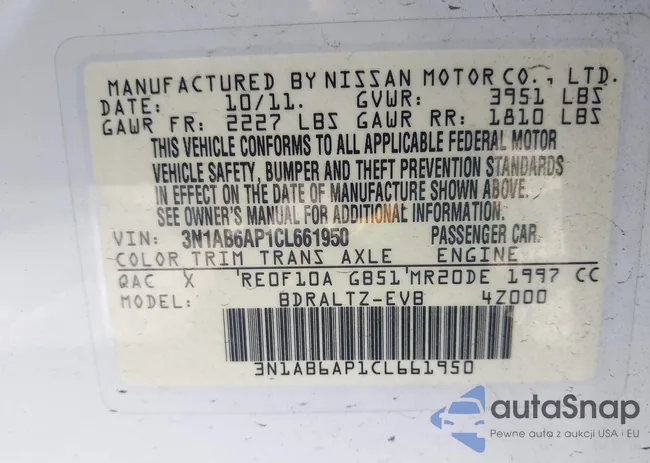 MANUFACTURED BY NISSAN MOTOR CO., LTD.
DATE: 10/11. GVWR: 3951 LBS
GAWR FR: 2227 LBS GAWR RR: 1810 LBS
THIS VEHICLE CONFORMS TO ALL APPLICABLE FEDERAL MOTOR
VEHICLE SAFETY, BUMPER AND THEFT PREVENTION STANDARDS
IN EFFECT ON THE DATE OF MANUFACTURE SHOWN ABOVE.
SEE OWNER'S MANUAL FOR ADDITIONAL INFORMATION
VIN: 3N1AB6AP1CL661950 PASSENGER CAR.
COLOR TRIM TRANS AXLE ENGINE
QAC X RE0F10A GB51 MR20DE 1997 CC
MODEL: BDRALTZ-EVB 4Z000
3N1AB6AP1CL661950
autaSnap
Pewne auta z aukcji USA i EU